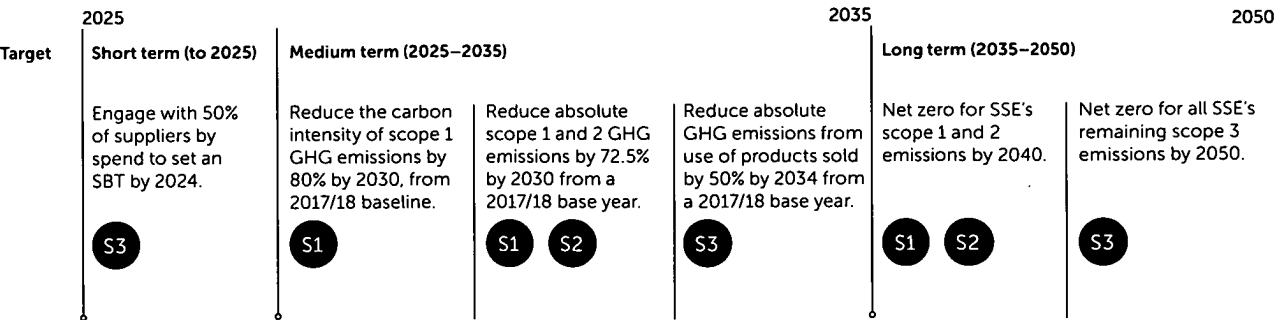 2025
2035
2050
Target
Short term (to 2025)
Medium term (2025–2035)
Long term (2035–2050)
Engage with 50%
of suppliers by
spend to set an
SBT by 2024.
S3
Reduce the carbon
intensity of scope 1
GHG emissions by
80% by 2030, from
2017/18 baseline.
S1
Reduce absolute
scope 1 and 2 GHG
emissions by 72.5%
by 2030 from a
2017/18 base year.
S1 S2
Reduce absolute
GHG emissions from
use of products sold
by 50% by 2034 from
a 2017/18 base year.
S3
Net zero for SSE's
scope 1 and 2
emissions by 2040.
S1 S2
Net zero for all SSE's
remaining scope 3
emissions by 2050.
S3